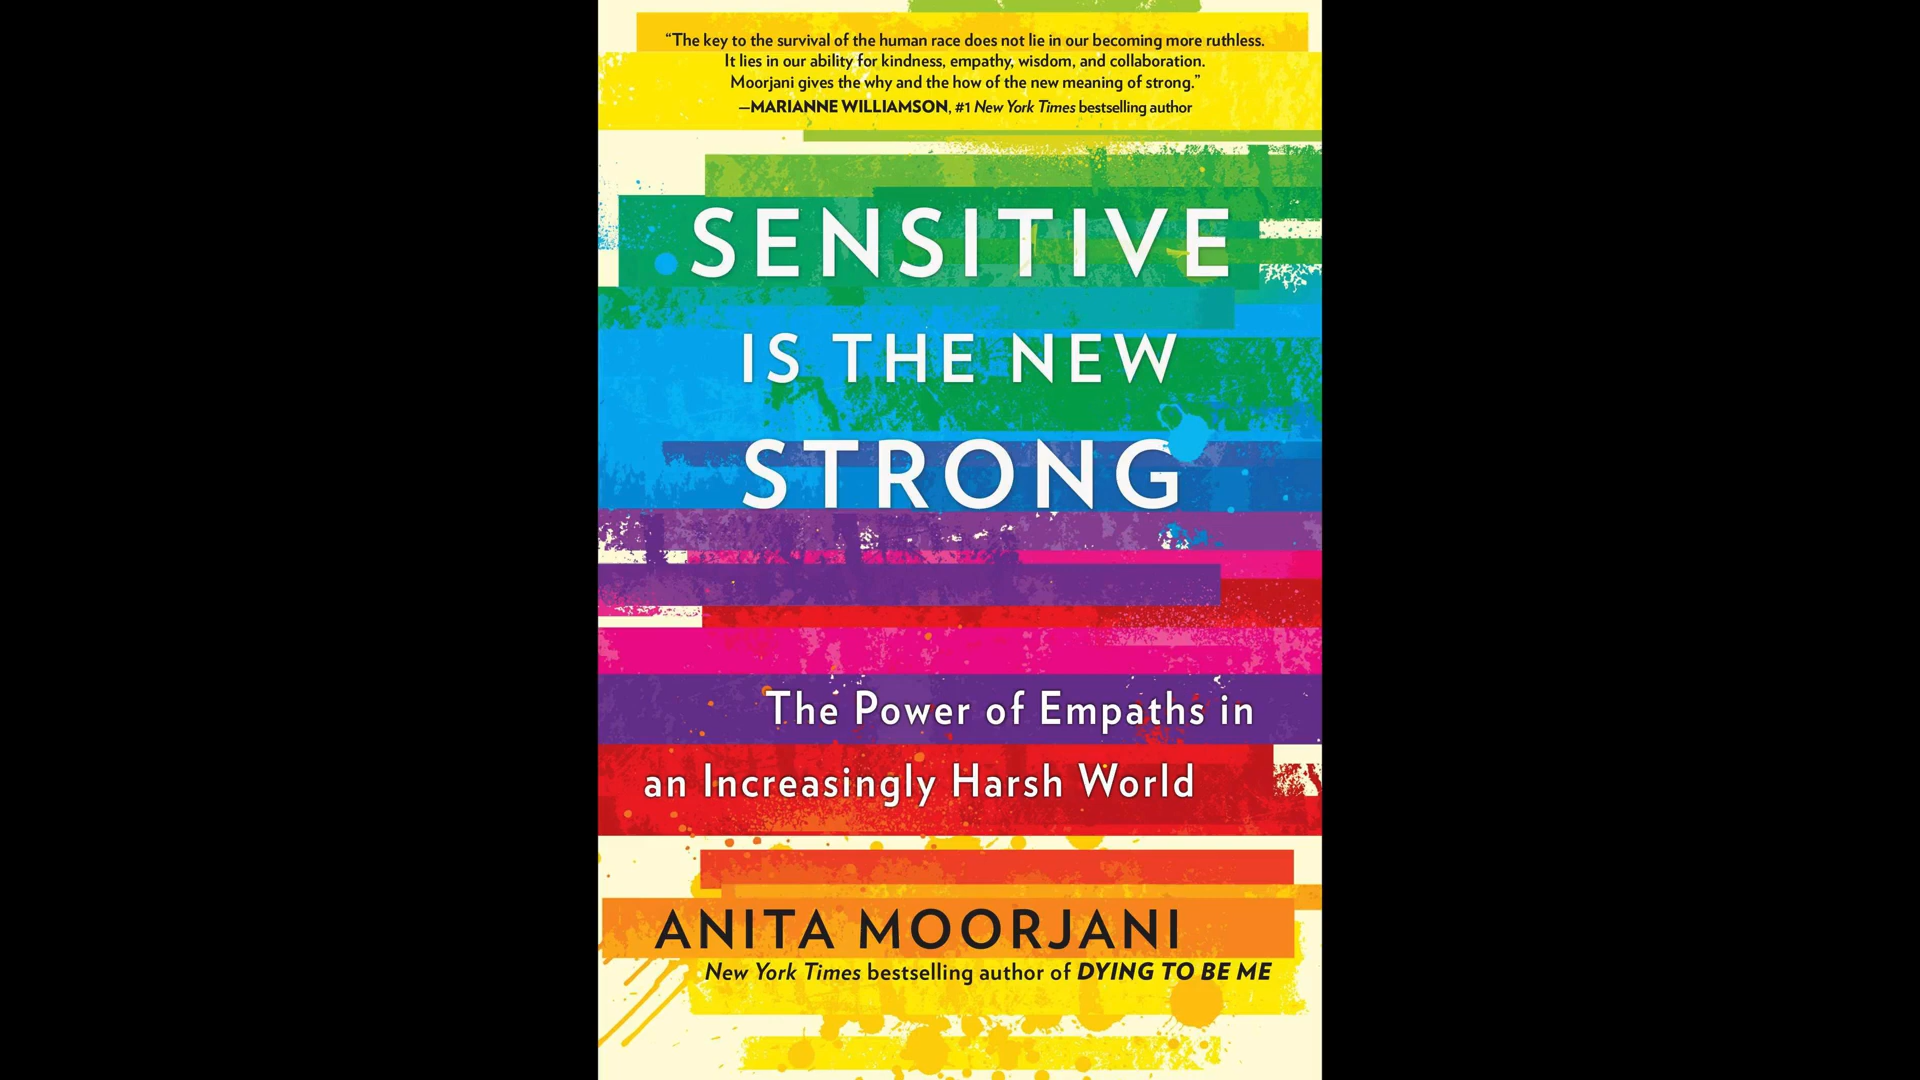 “The key to the survival of the human race does not lie in our becoming more ruthless.
It lies in our ability for kindness, empathy, wisdom, and collaboration.
Moorjani gives the why and the how of the new meaning of strong.”
—MARIANNE WILLIAMSON, #1 New York Times bestselling author
SENSITIVE
IS THE NEW
STRONG
The Power of Empaths in
an Increasingly Harsh World
ANITA MOORJANI
New York Times bestselling author of DYING TO BE ME